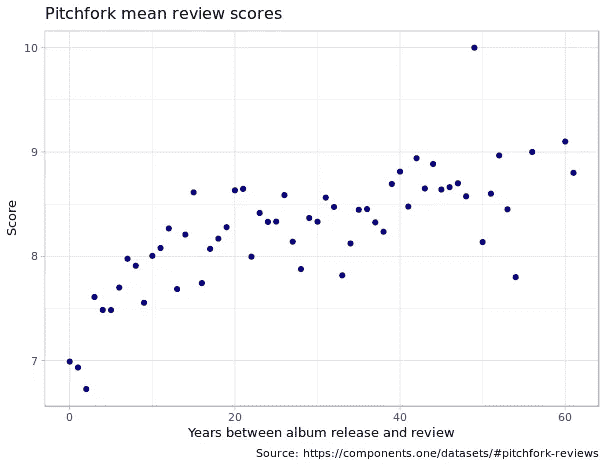 Pitchfork mean review scores
10
9
8
7
Score
0 20 40 60
Years between album release and review
Source: https://components.one/datasets/#pitchfork-reviews